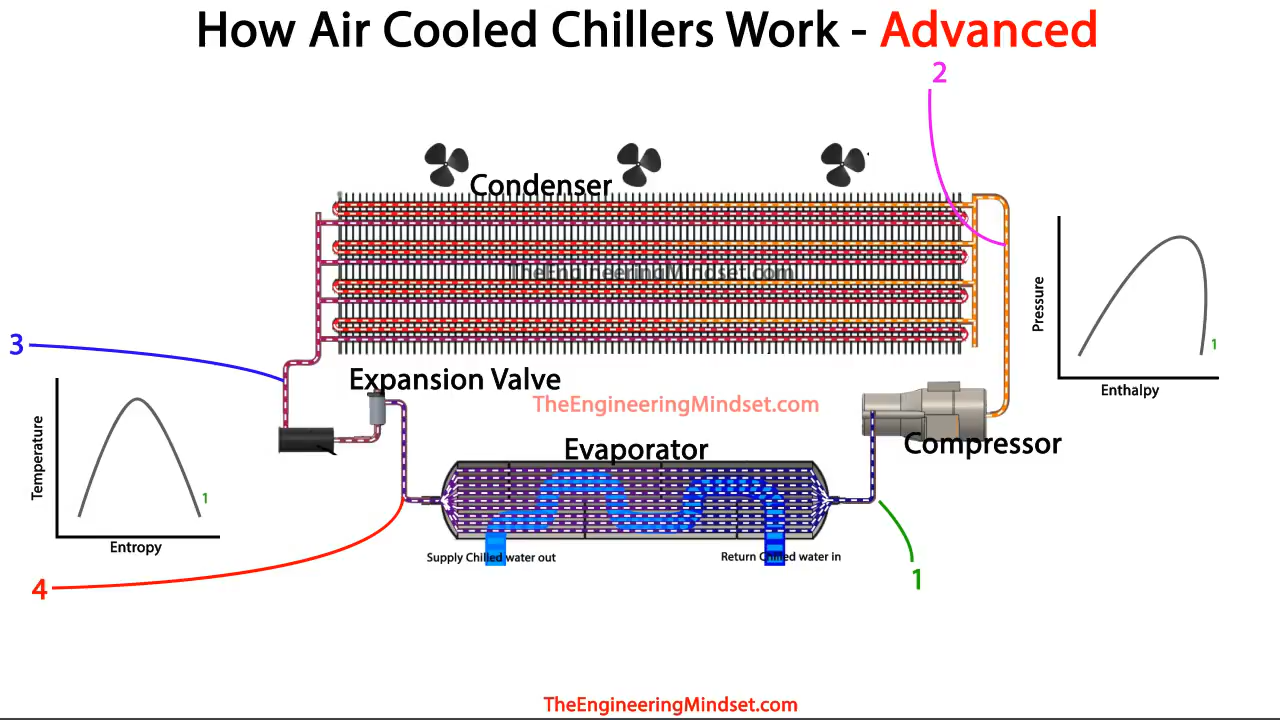 How Air Cooled Chillers Work - Advanced
2
Condenser
TheEngineeringMindset.com
Pressure
1
Enthalpy
3
Expansion Valve
TheEngineeringMindset.com
Compressor
Evaporator
Temperature
1
Entropy
Supply Chilled water out
Return Chilled water in
4
1
TheEngineeringMindset.com